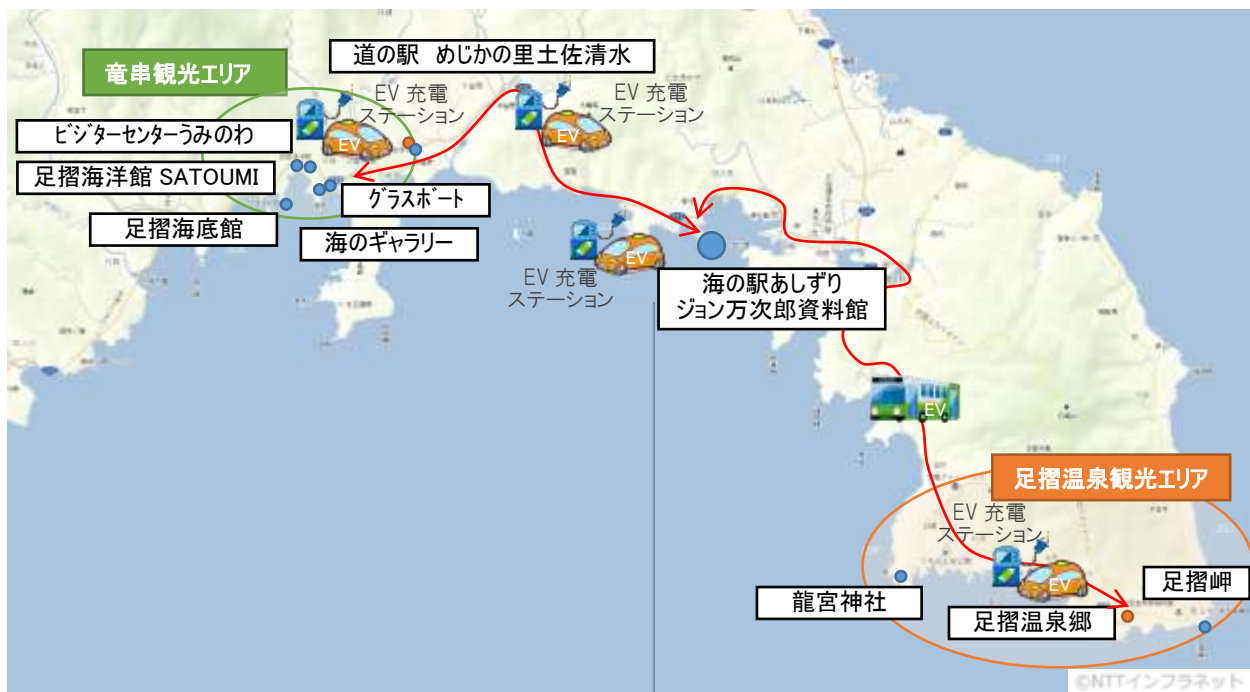 竜串観光エリア
道の駅 めじかの里土佐清水
EV 充電
ステーション
EV
EV 充電
ステーション
EV
ビジターセンターうみのわ
足摺海洋館 SATOUMI
グラスボート
足摺海底館
海のギャラリー
EV
EV 充電
ステーション
海の駅あしずり
ジョン万次郎資料館
EV
足摺温泉観光エリア
EV 充電
ステーション
EV
足摺岬
龍宮神社
足摺温泉郷
©NTTインフラネット